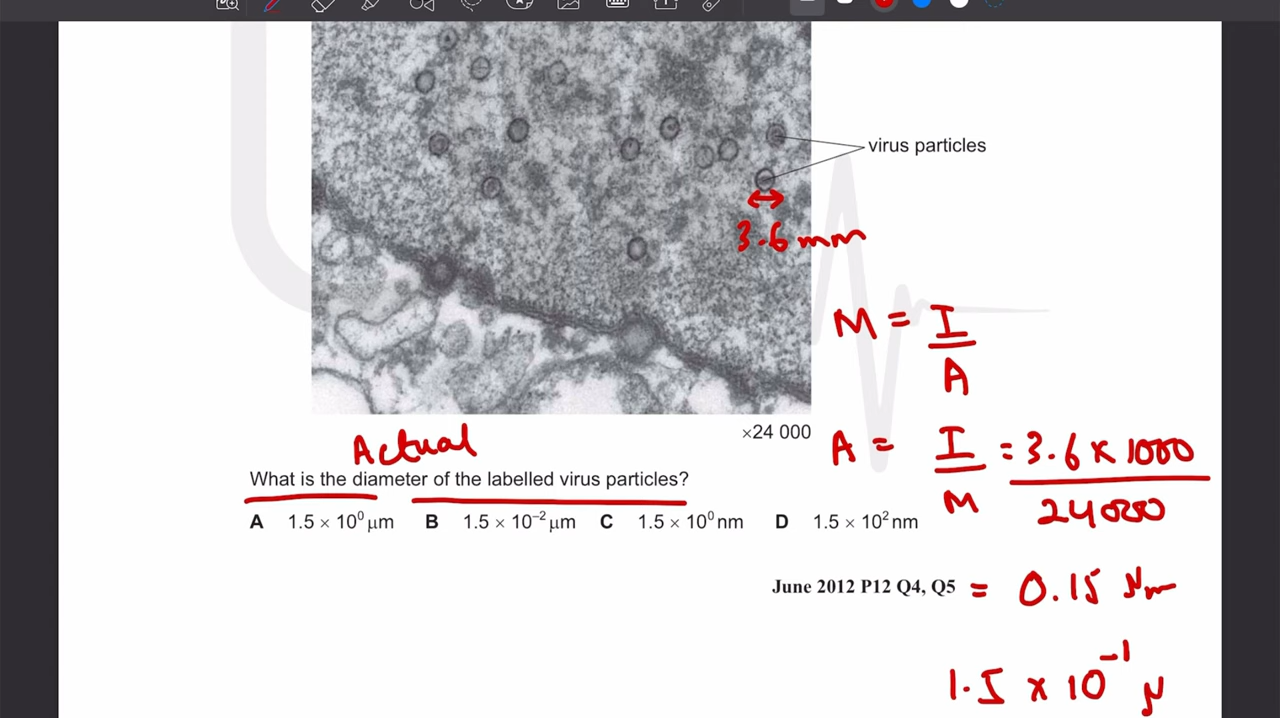 virus particles
3.6 mm
M = I / A
×24 000
Actual
A = I / M = 3.6 × 1000 / 24000
What is the diameter of the labelled virus particles?
A 1.5 × 10⁰ μm B 1.5 × 10⁻² μm C 1.5 × 10⁰ nm D 1.5 × 10² nm
June 2012 P12 Q4, Q5 = 0.15 μm
1.5 × 10⁻¹ μ